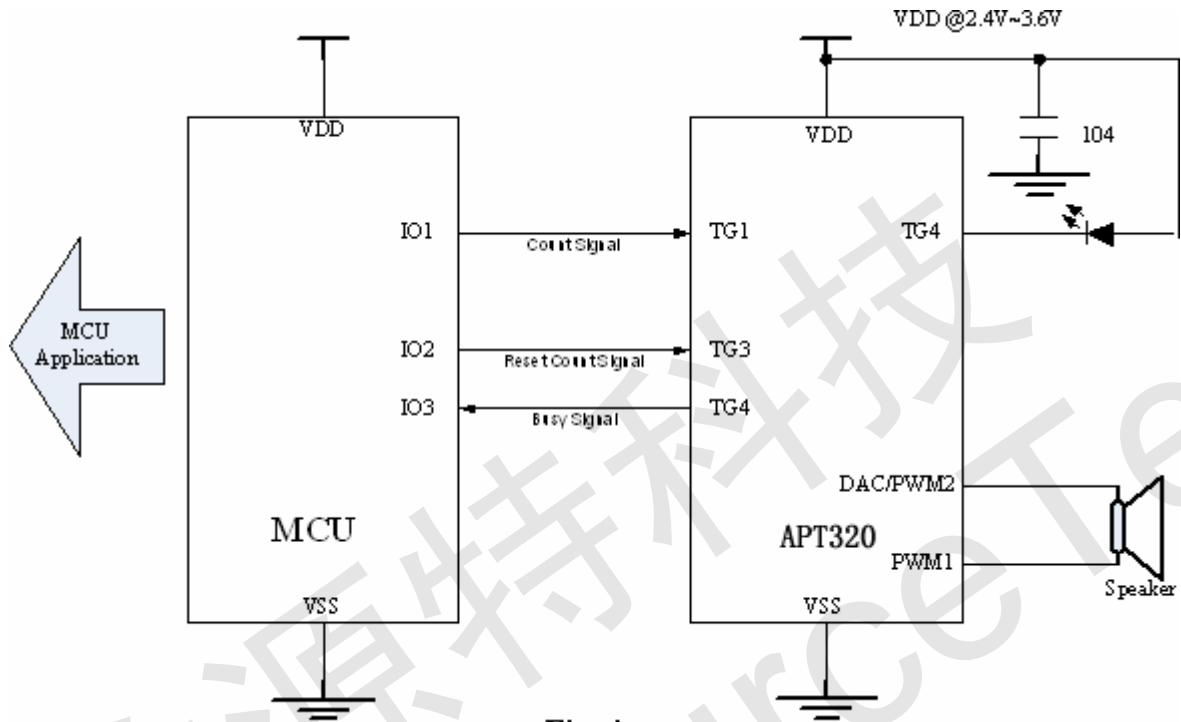 VDD @2.4V~3.6V
VDD
VDD
104
IO1
Count Signal
TG1
TG4
MCU
Application
IO2
Reset Count Signal
TG3
IO3
Busy Signal
TG4
DAC/PWM2
MCU
APT320
PWM1
Speaker
VSS
VSS
源特科技